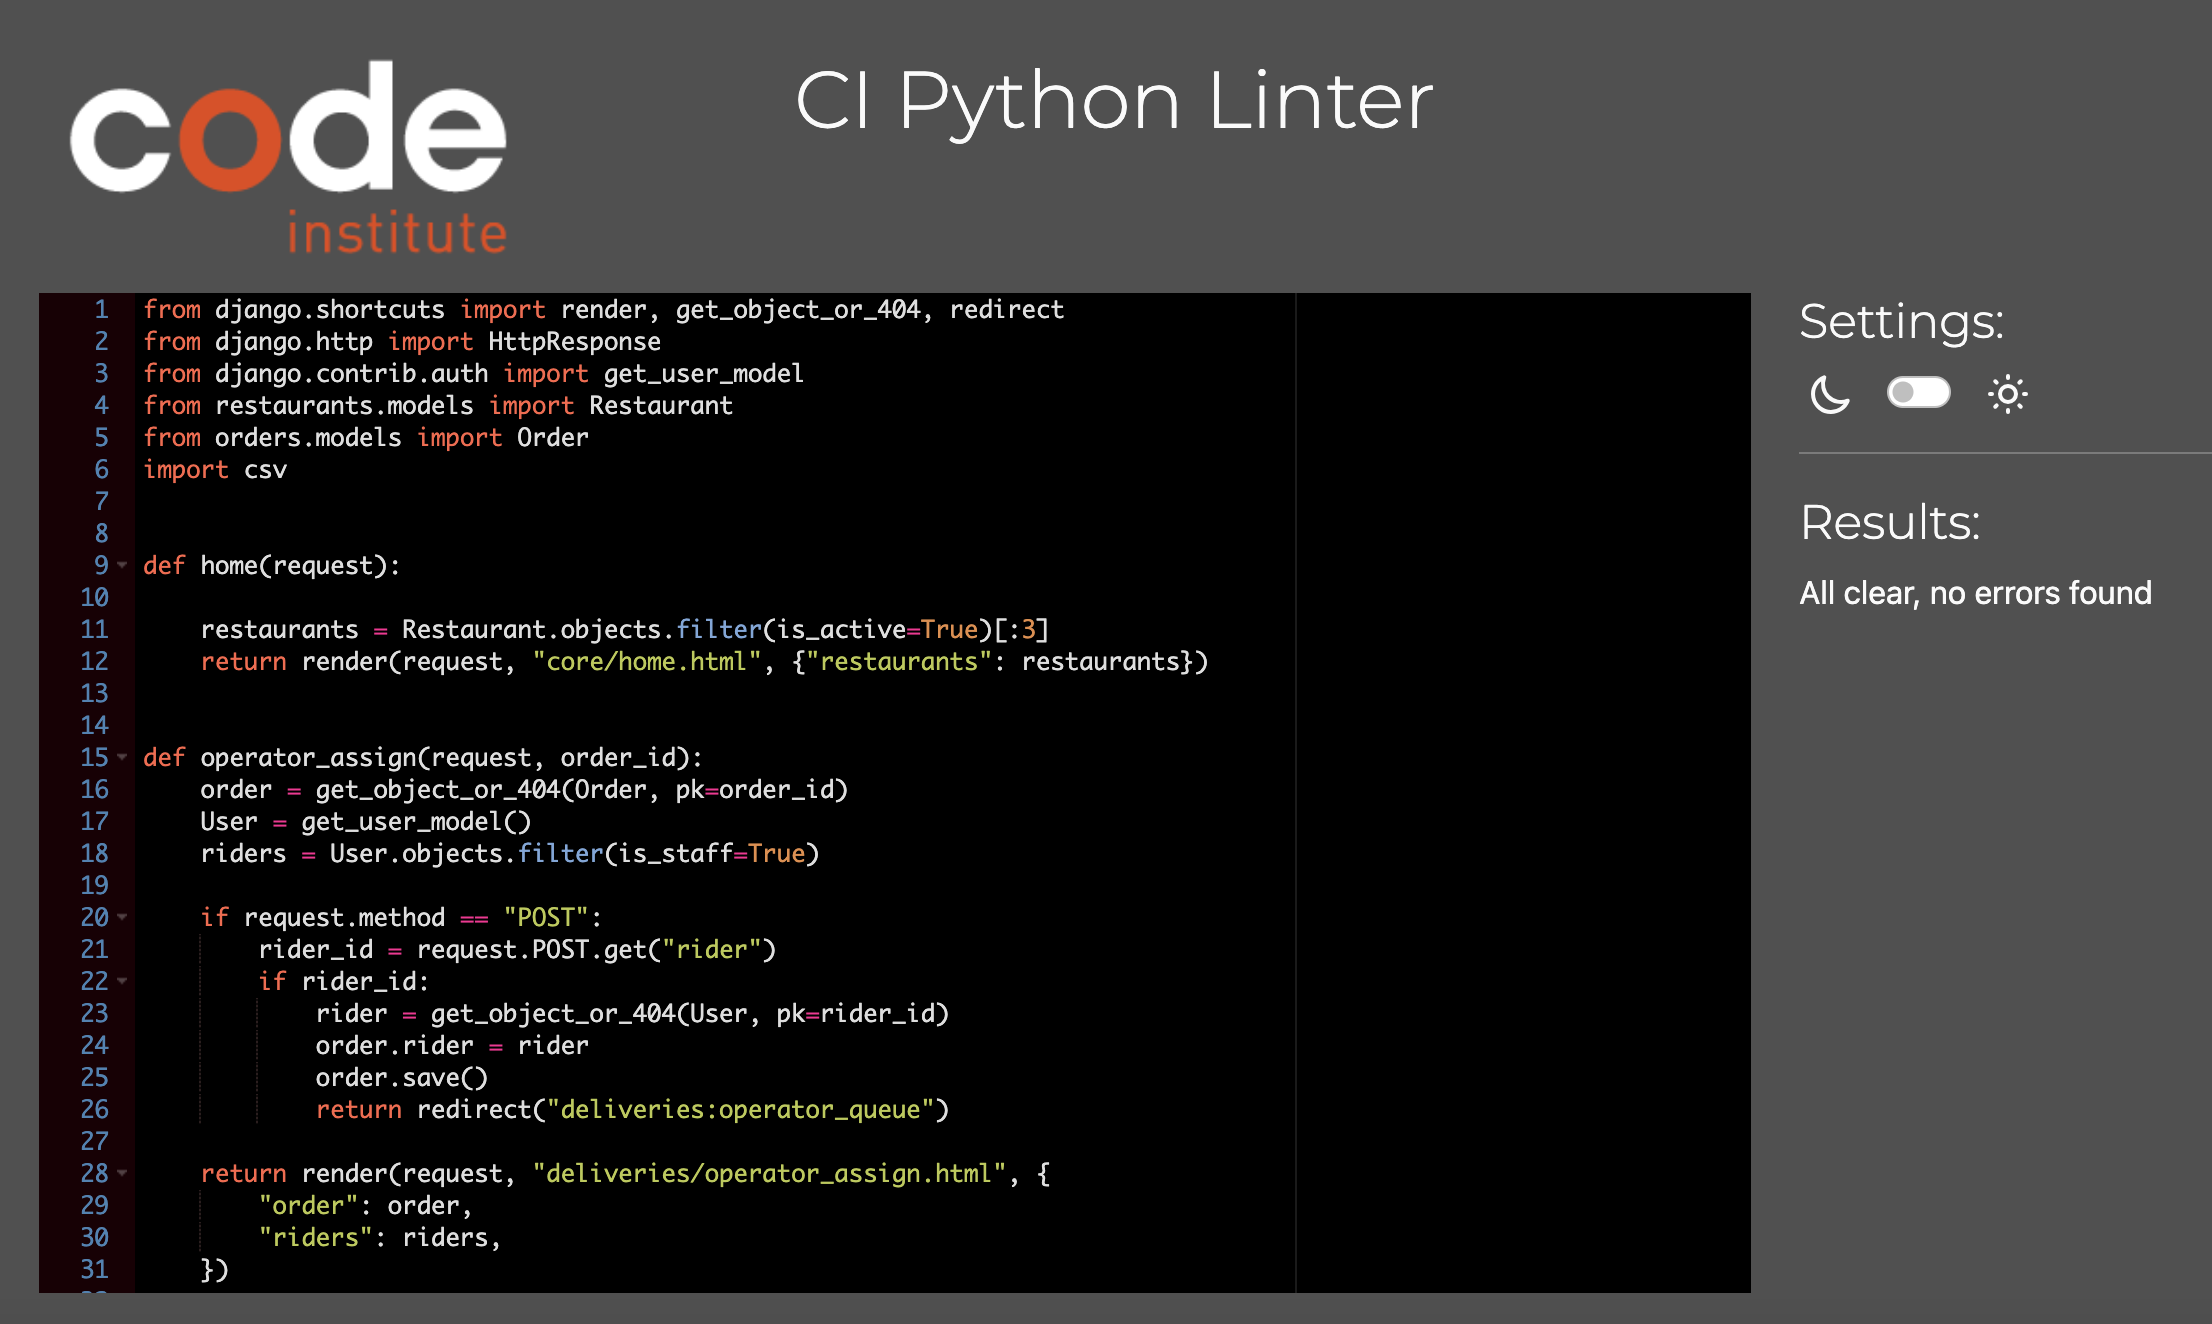 code
institute
CI Python Linter
1 from django.shortcuts import render, get_object_or_404, redirect
2 from django.http import HttpResponse
3 from django.contrib.auth import get_user_model
4 from restaurants.models import Restaurant
5 from orders.models import Order
6 import csv
7
8
9 def home(request):
10
11     restaurants = Restaurant.objects.filter(is_active=True)[:3]
12     return render(request, "core/home.html", {"restaurants": restaurants})
13
14
15 def operator_assign(request, order_id):
16     order = get_object_or_404(Order, pk=order_id)
17     User = get_user_model()
18     riders = User.objects.filter(is_staff=True)
19
20     if request.method == "POST":
21         rider_id = request.POST.get("rider")
22         if rider_id:
23             rider = get_object_or_404(User, pk=rider_id)
24             order.rider = rider
25             order.save()
26             return redirect("deliveries:operator_queue")
27
28     return render(request, "deliveries/operator_assign.html", {
29         "order": order,
30         "riders": riders,
31     })
Settings:
Results:
All clear, no errors found